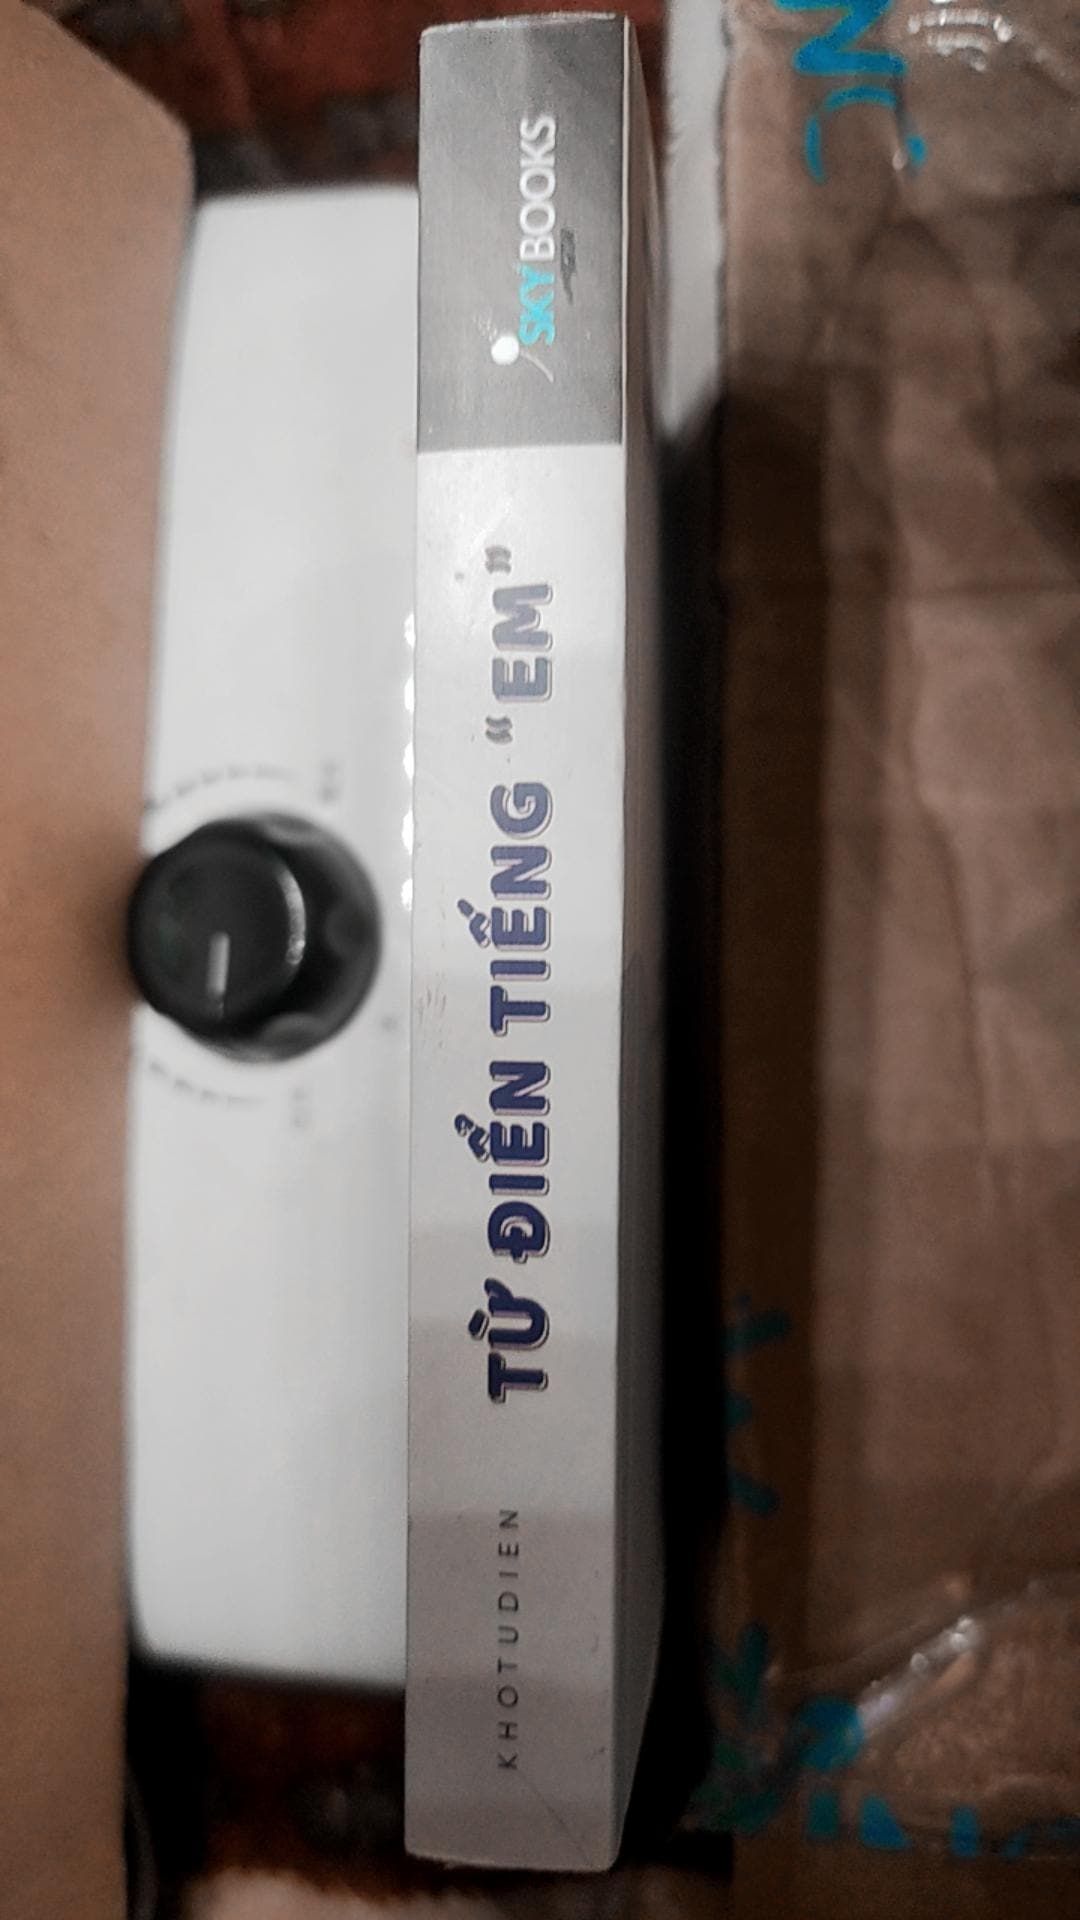 KHOTUDIEN
TỪ ĐIỂN TIẾNG "EM"
SKYBOOKS